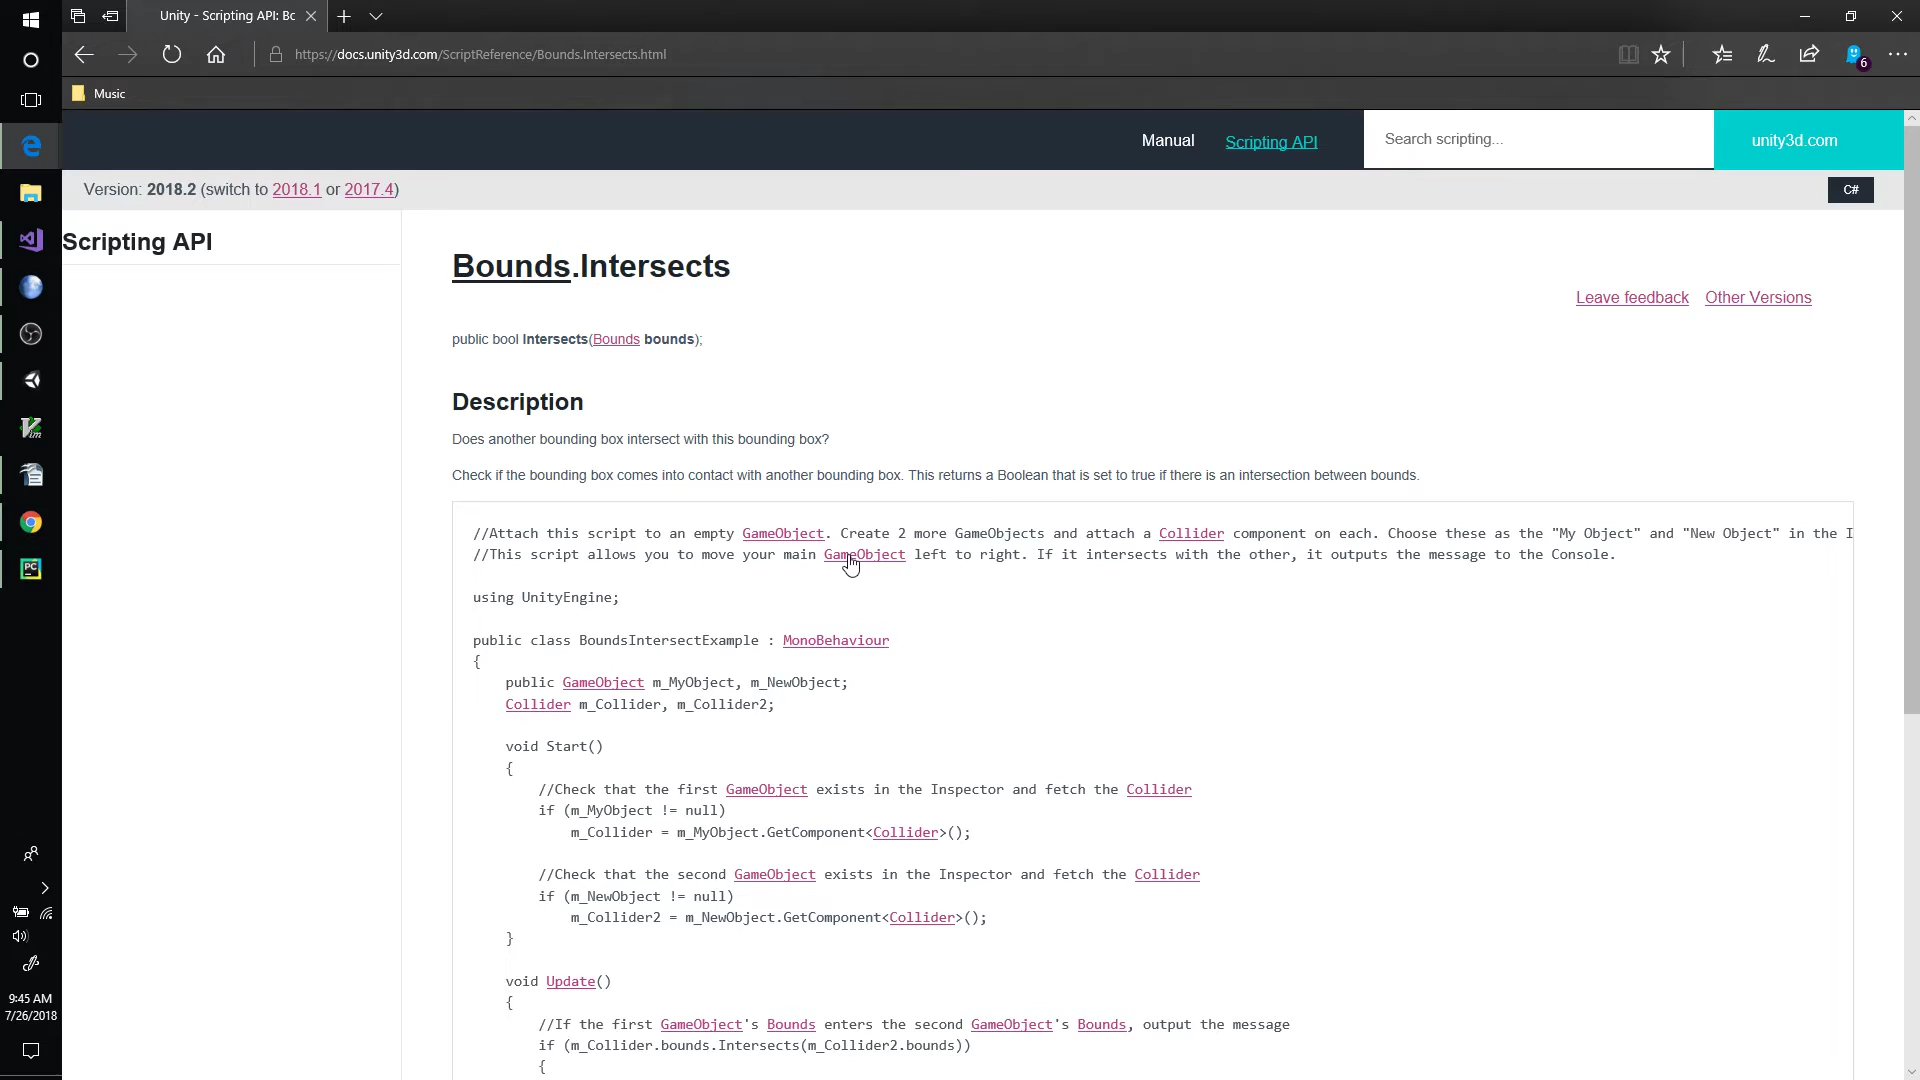 Unity - Scripting API: Bo
https://docs.unity3d.com/ScriptReference/Bounds.Intersects.html
6
Music
Manual Scripting API Search scripting... unity3d.com
Version: 2018.2 (switch to 2018.1 or 2017.4)
C#
Scripting API
Bounds.Intersects
Leave feedback Other Versions
public bool Intersects(Bounds bounds);
Description
Does another bounding box intersect with this bounding box?
Check if the bounding box comes into contact with another bounding box. This returns a Boolean that is set to true if there is an intersection between bounds.
//Attach this script to an empty GameObject. Create 2 more GameObjects and attach a Collider component on each. Choose these as the "My Object" and "New Object" in the I
//This script allows you to move your main GameObject left to right. If it intersects with the other, it outputs the message to the Console.
using UnityEngine;
public class BoundsIntersectExample : MonoBehaviour
{
public GameObject m_MyObject, m_NewObject;
Collider m_Collider, m_Collider2;
void Start()
{
//Check that the first GameObject exists in the Inspector and fetch the Collider
if (m_MyObject != null)
m_Collider = m_MyObject.GetComponent<Collider>();
//Check that the second GameObject exists in the Inspector and fetch the Collider
if (m_NewObject != null)
m_Collider2 = m_NewObject.GetComponent<Collider>();
}
void Update()
{
//If the first GameObject's Bounds enters the second GameObject's Bounds, output the message
if (m_Collider.bounds.Intersects(m_Collider2.bounds))
{
Vim
PC
9:45 AM
7/26/2018